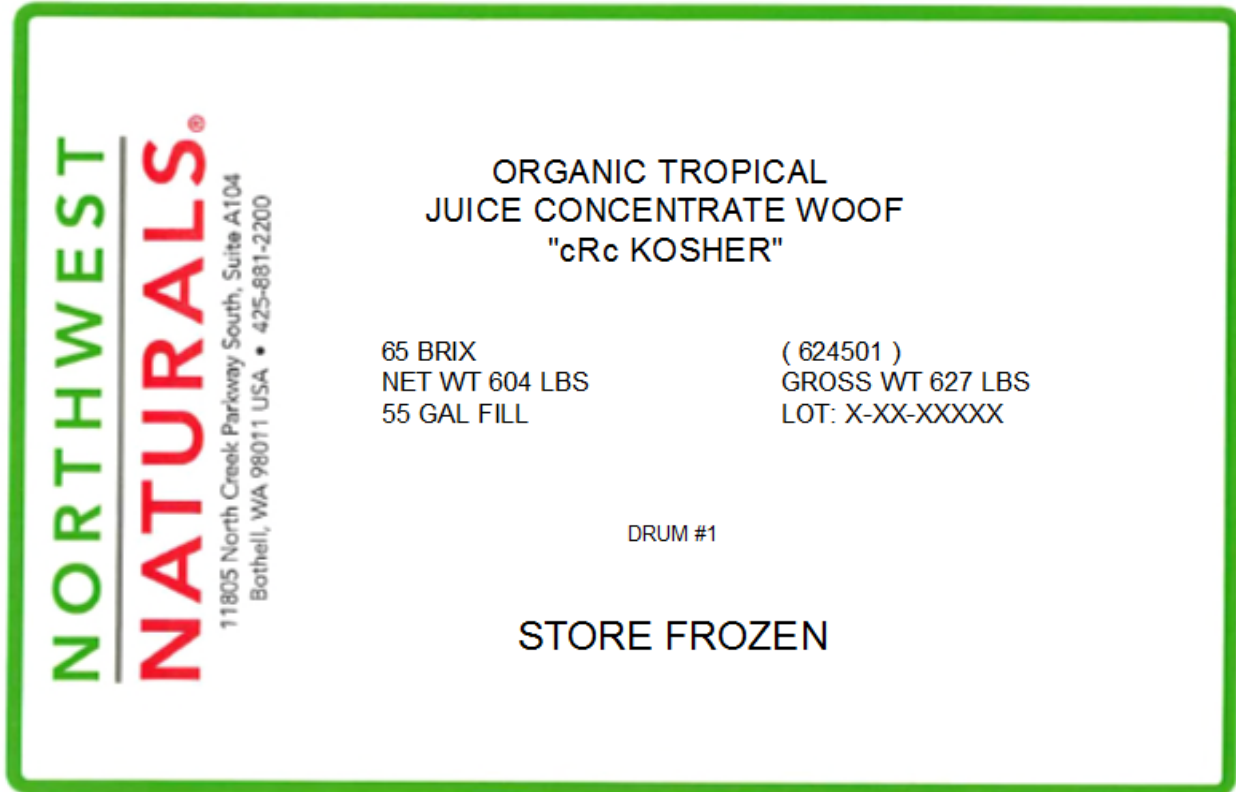 NORTHWEST
NATURALS®
11805 North Creek Parkway South, Suite A104
Bothell, WA 98011 USA • 425-881-2200
ORGANIC TROPICAL
JUICE CONCENTRATE WOOF
"cRc KOSHER"
65 BRIX ( 624501 )
NET WT 604 LBS GROSS WT 627 LBS
55 GAL FILL LOT: X-XX-XXXXX
DRUM #1
STORE FROZEN